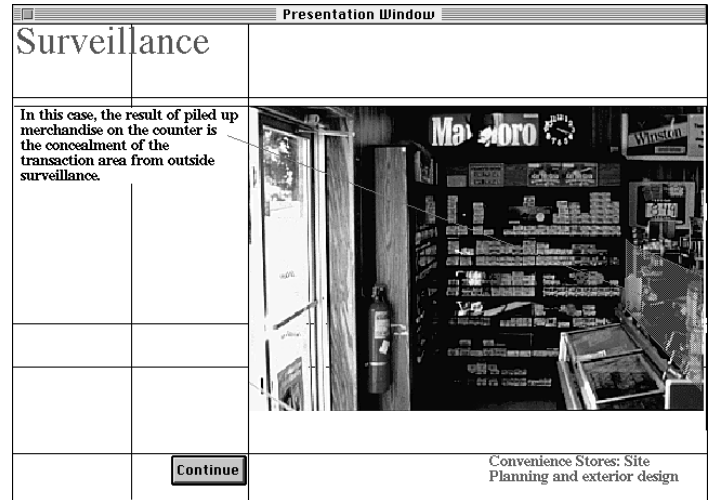 Presentation Window
Surveillance
In this case, the result of piled up
merchandise on the counter is
the concealment of the
transaction area from outside
surveillance.
Marlboro
Winston
Continue
Convenience Stores: Site
Planning and exterior design